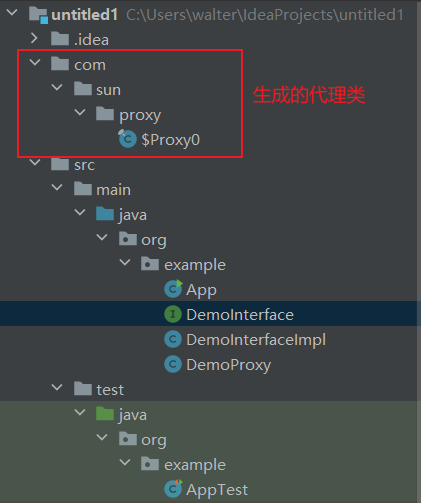 untitled1 C:\Users\walter\IdeaProjects\untitled1
.idea
com
sun
proxy
$Proxy0
生成的代理类
src
main
java
org
example
App
DemoInterface
DemoInterfaceImpl
DemoProxy
test
java
org
example
AppTest